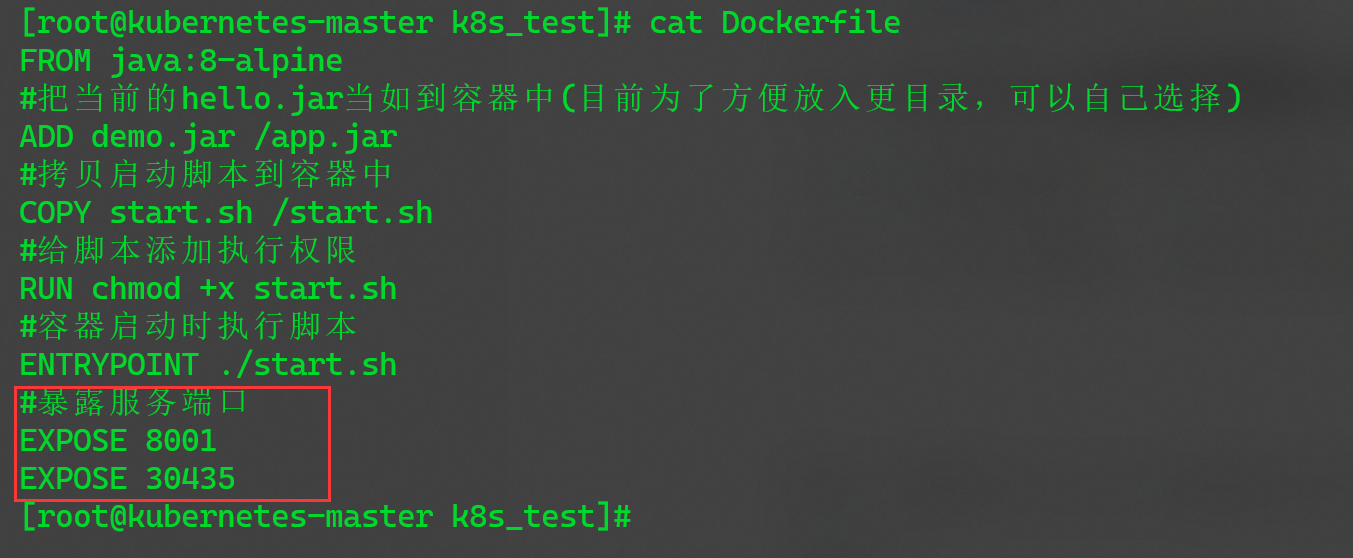 [root@kubernetes-master k8s_test]# cat Dockerfile
FROM java:8-alpine
#把当前的hello.jar当如到容器中(目前为了方便放入更目录，可以自己选择)
ADD demo.jar /app.jar
#拷贝启动脚本到容器中
COPY start.sh /start.sh
#给脚本添加执行权限
RUN chmod +x start.sh
#容器启动时执行脚本
ENTRYPOINT ./start.sh
#暴露服务端口
EXPOSE 8001
EXPOSE 30435
[root@kubernetes-master k8s_test]#